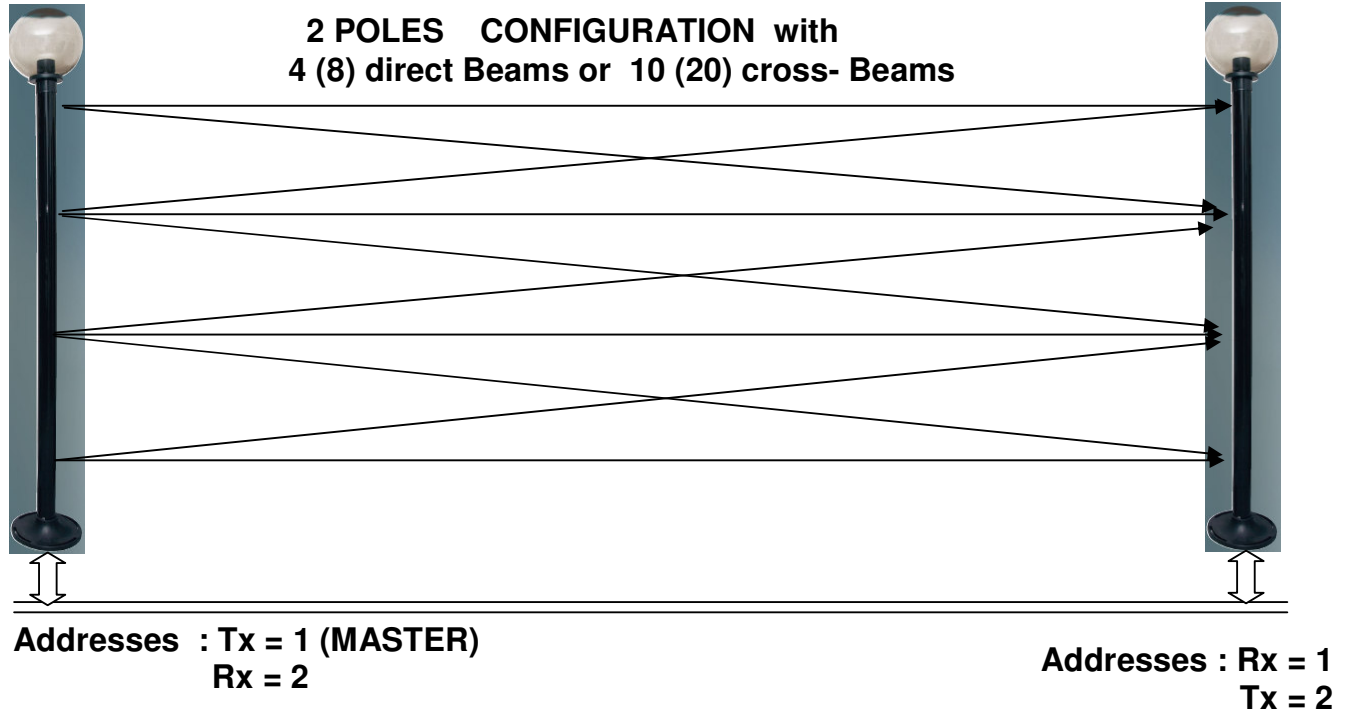 2 POLES CONFIGURATION with
4 (8) direct Beams or 10 (20) cross- Beams
Addresses : Tx = 1 (MASTER)
Rx = 2
Addresses : Rx = 1
Tx = 2